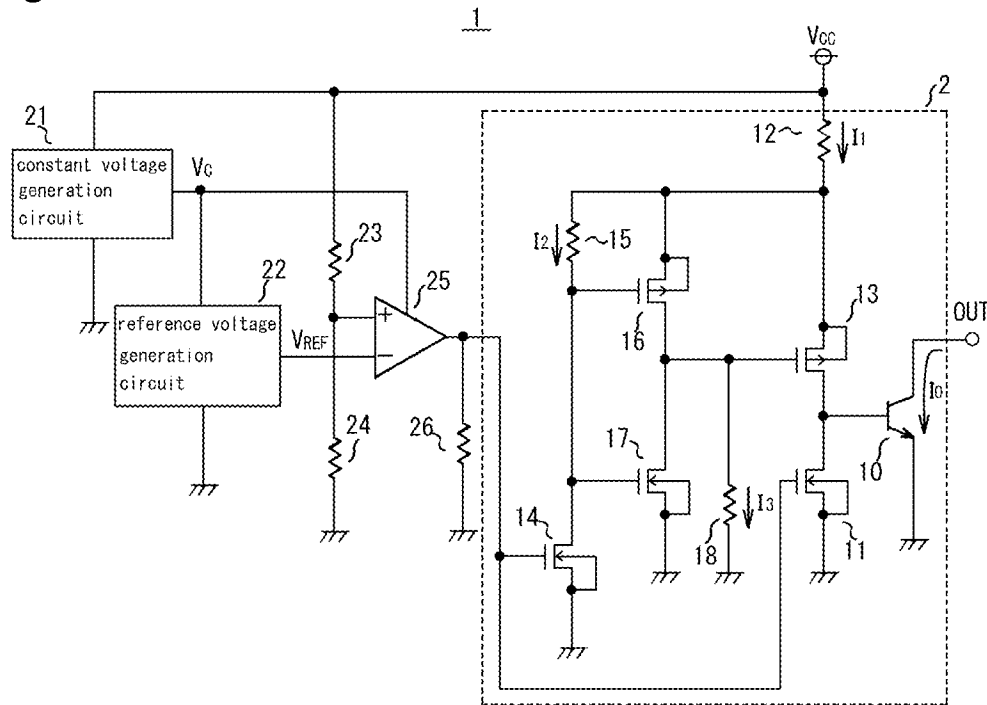 1
Vcc
2
21
12
I1
constant voltage
generation
circuit
VC
23
I2
15
22
25
13
16
OUT
reference voltage
generation
circuit
VREF
+
−
I0
24
26
17
10
14
I3
18
11